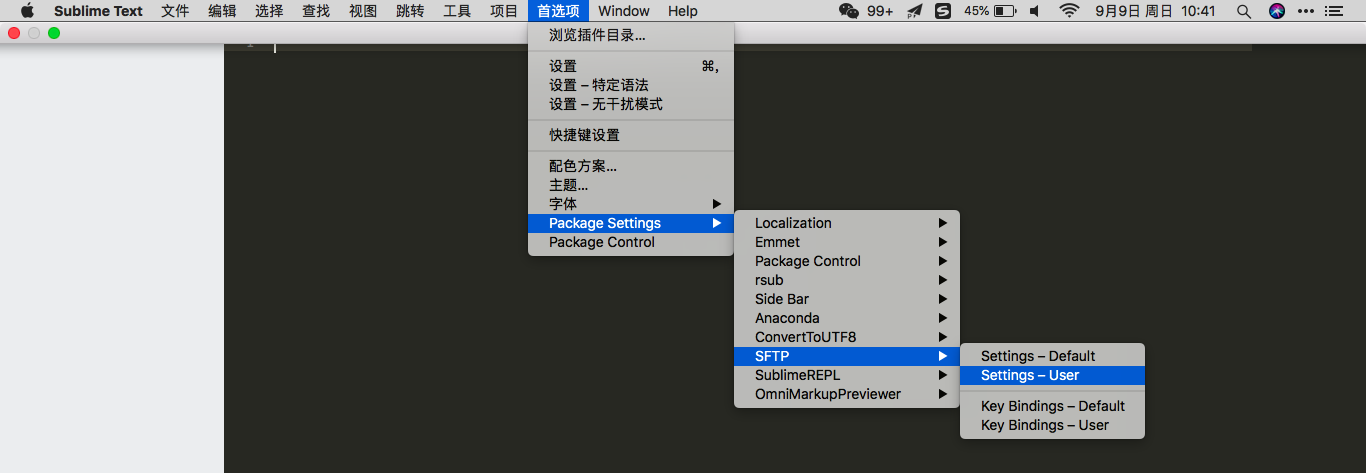 Sublime Text 文件 编辑 选择 查找 视图 跳转 工具 项目 首选项 Window Help 99+ 45% 9月9日 周日 10:41
1
浏览插件目录...
设置 ⌘,
设置 – 特定语法
设置 – 无干扰模式
快捷键设置
配色方案...
主题...
字体
Package Settings
Package Control
Localization
Emmet
Package Control
rsub
Side Bar
Anaconda
ConvertToUTF8
SFTP
SublimeREPL
OmniMarkupPreviewer
Settings – Default
Settings – User
Key Bindings – Default
Key Bindings – User